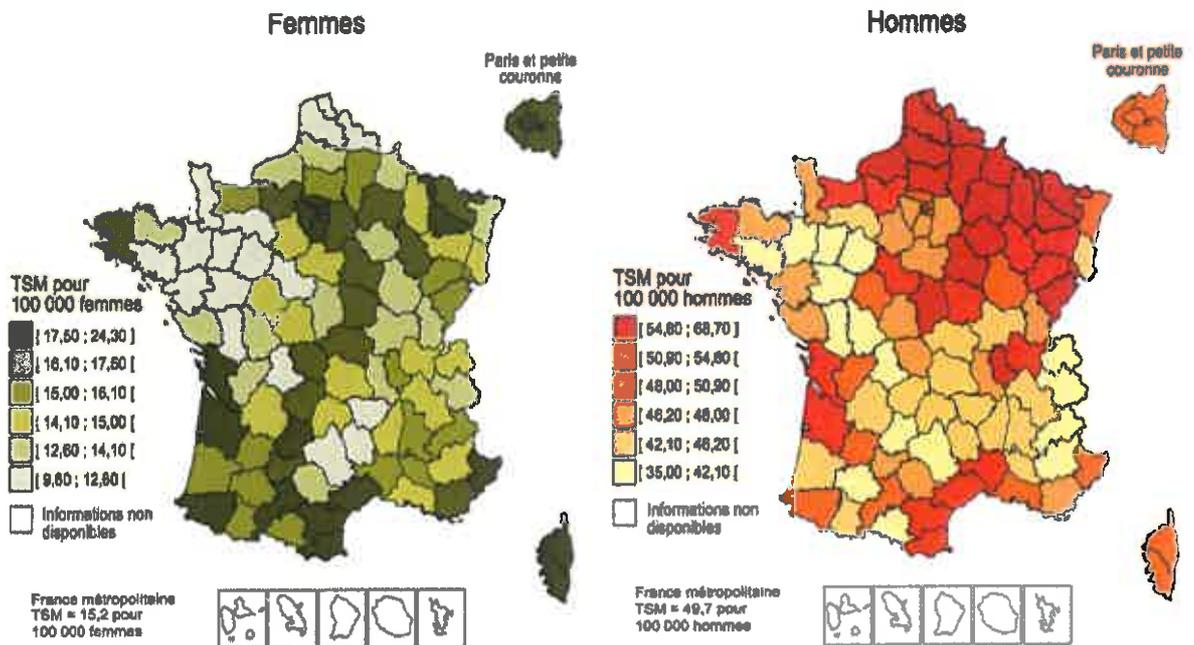 Femmes
Paris et petite
couronne
TSM pour
100 000 femmes
[ 17,50 ; 24,30 [
[ 16,10 ; 17,50 [
[ 15,00 ; 16,10 [
[ 14,10 ; 15,00 [
[ 12,60 ; 14,10 [
[ 9,60 ; 12,60 [
Informations non
disponibles
France métropolitaine
TSM = 15,2 pour
100 000 femmes
Hommes
Paris et petite
couronne
TSM pour
100 000 hommes
[ 54,60 ; 68,70 ]
[ 50,90 ; 54,60 [
[ 48,00 ; 50,90 [
[ 46,20 ; 48,00 [
[ 42,10 ; 46,20 [
[ 35,00 ; 42,10 [
Informations non
disponibles
France métropolitaine
TSM = 49,7 pour
100 000 hommes